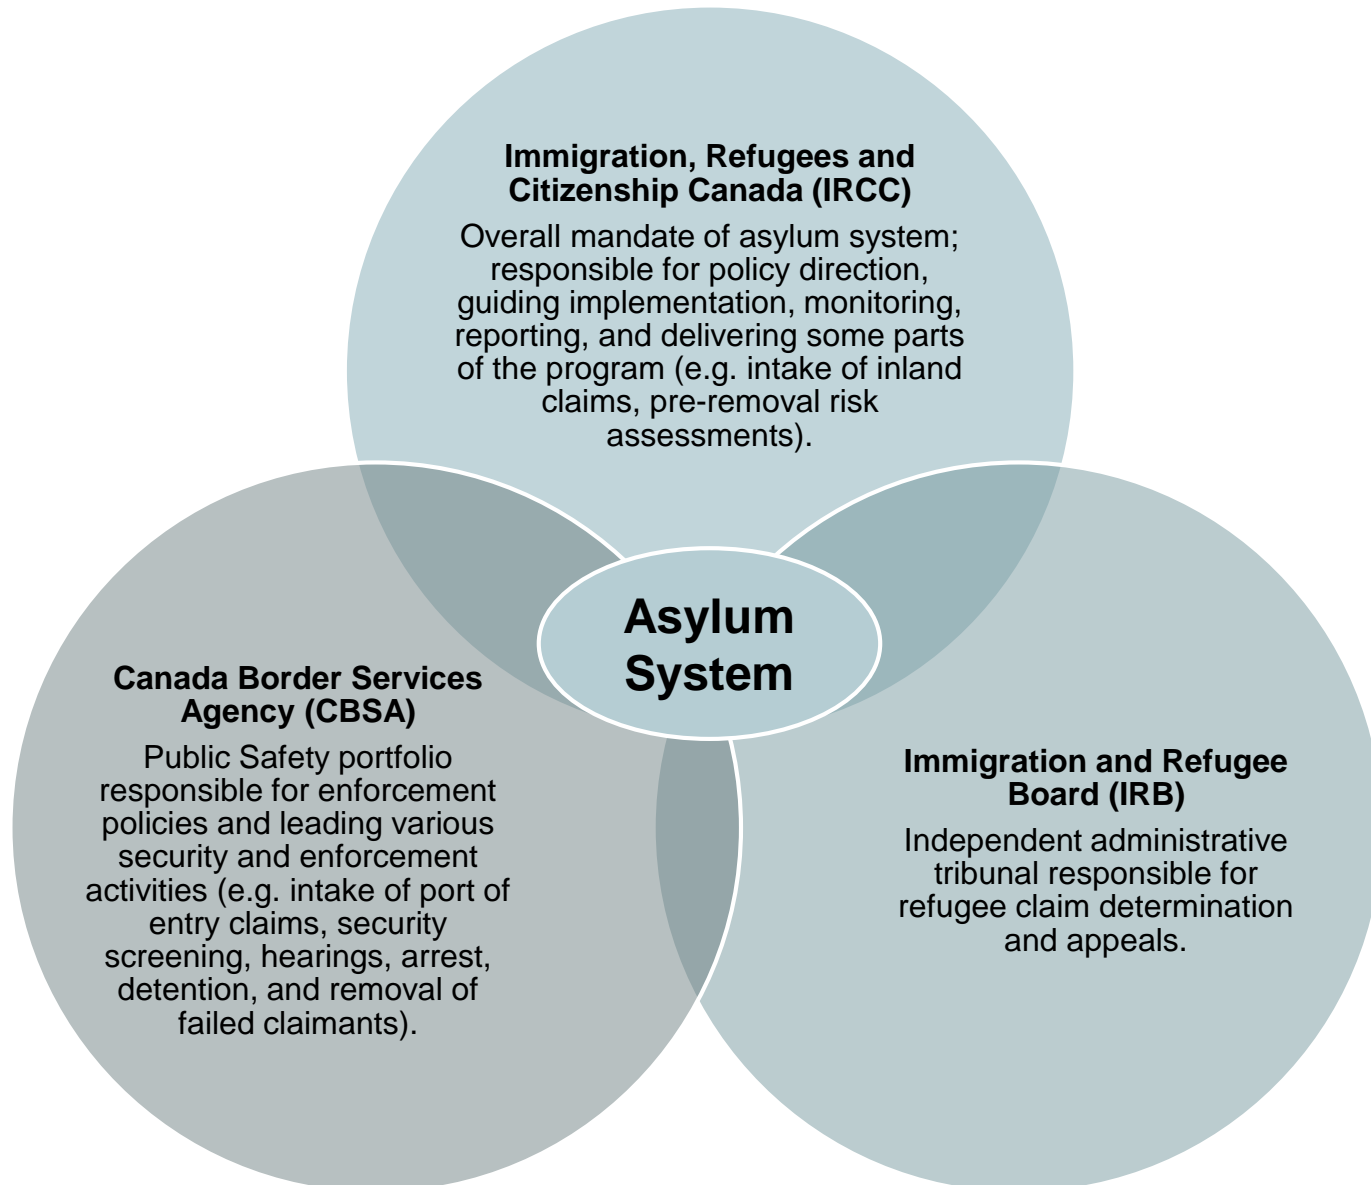 Immigration, Refugees and
Citizenship Canada (IRCC)
Overall mandate of asylum system;
responsible for policy direction,
guiding implementation, monitoring,
reporting, and delivering some parts
of the program (e.g. intake of inland
claims, pre-removal risk
assessments).
Asylum
System
Canada Border Services
Agency (CBSA)
Public Safety portfolio
responsible for enforcement
policies and leading various
security and enforcement
activities (e.g. intake of port of
entry claims, security
screening, hearings, arrest,
detention, and removal of
failed claimants).
Immigration and Refugee
Board (IRB)
Independent administrative
tribunal responsible for
refugee claim determination
and appeals.